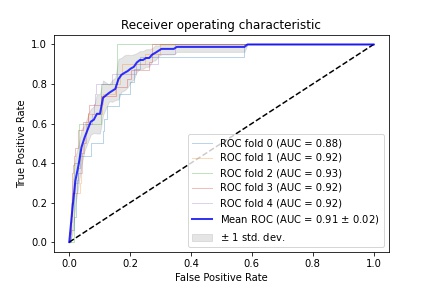 Receiver operating characteristic
True Positive Rate
1.0
0.8
0.6
0.4
0.2
0.0
ROC fold 0 (AUC = 0.88)
ROC fold 1 (AUC = 0.92)
ROC fold 2 (AUC = 0.93)
ROC fold 3 (AUC = 0.92)
ROC fold 4 (AUC = 0.92)
Mean ROC (AUC = 0.91 ± 0.02)
± 1 std. dev.
0.0 0.2 0.4 0.6 0.8 1.0
False Positive Rate